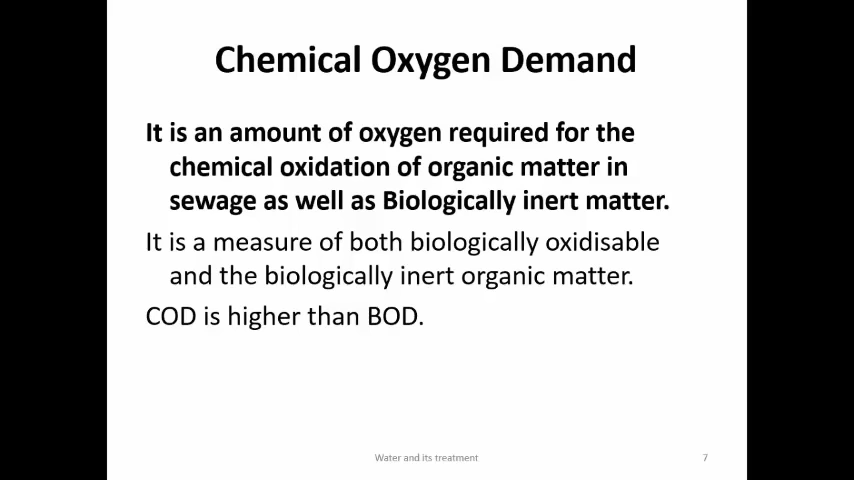 Chemical Oxygen Demand
It is an amount of oxygen required for the
chemical oxidation of organic matter in
sewage as well as Biologically inert matter.
It is a measure of both biologically oxidisable
and the biologically inert organic matter.
COD is higher than BOD.
Water and its treatment
7